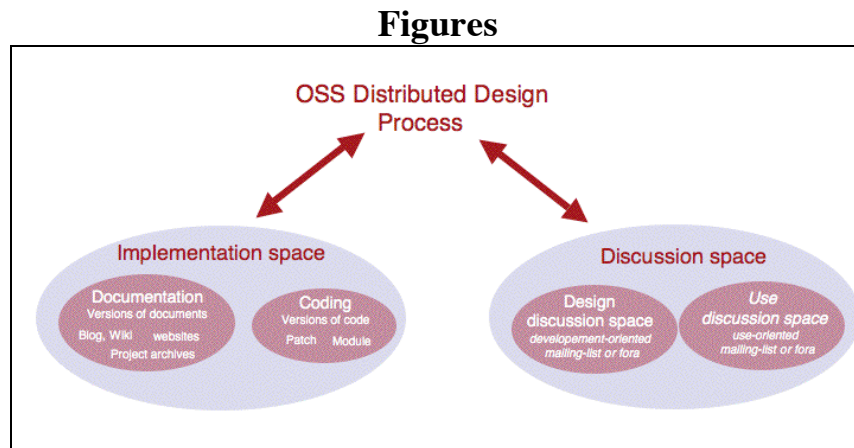 Figures
OSS Distributed Design
Process
Implementation space
Documentation
Versions of documents
Blog, Wiki websites
Project archives
Coding
Versions of code
Patch Module
Discussion space
Design
discussion space
developement-oriented
mailing-list or fora
Use
discussion space
use-oriented
mailing-list or fora